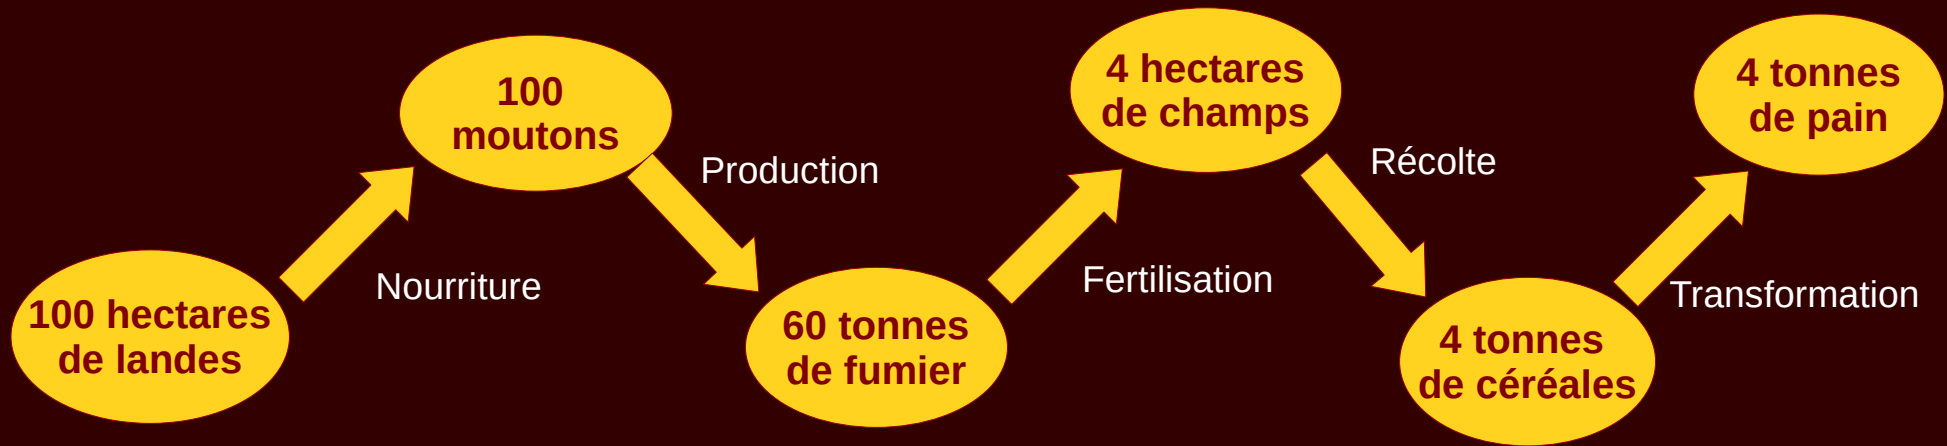 100 hectares
de landes
Nourriture
100
moutons
Production
60 tonnes
de fumier
Fertilisation
4 hectares
de champs
Récolte
4 tonnes
de céréales
Transformation
4 tonnes
de pain